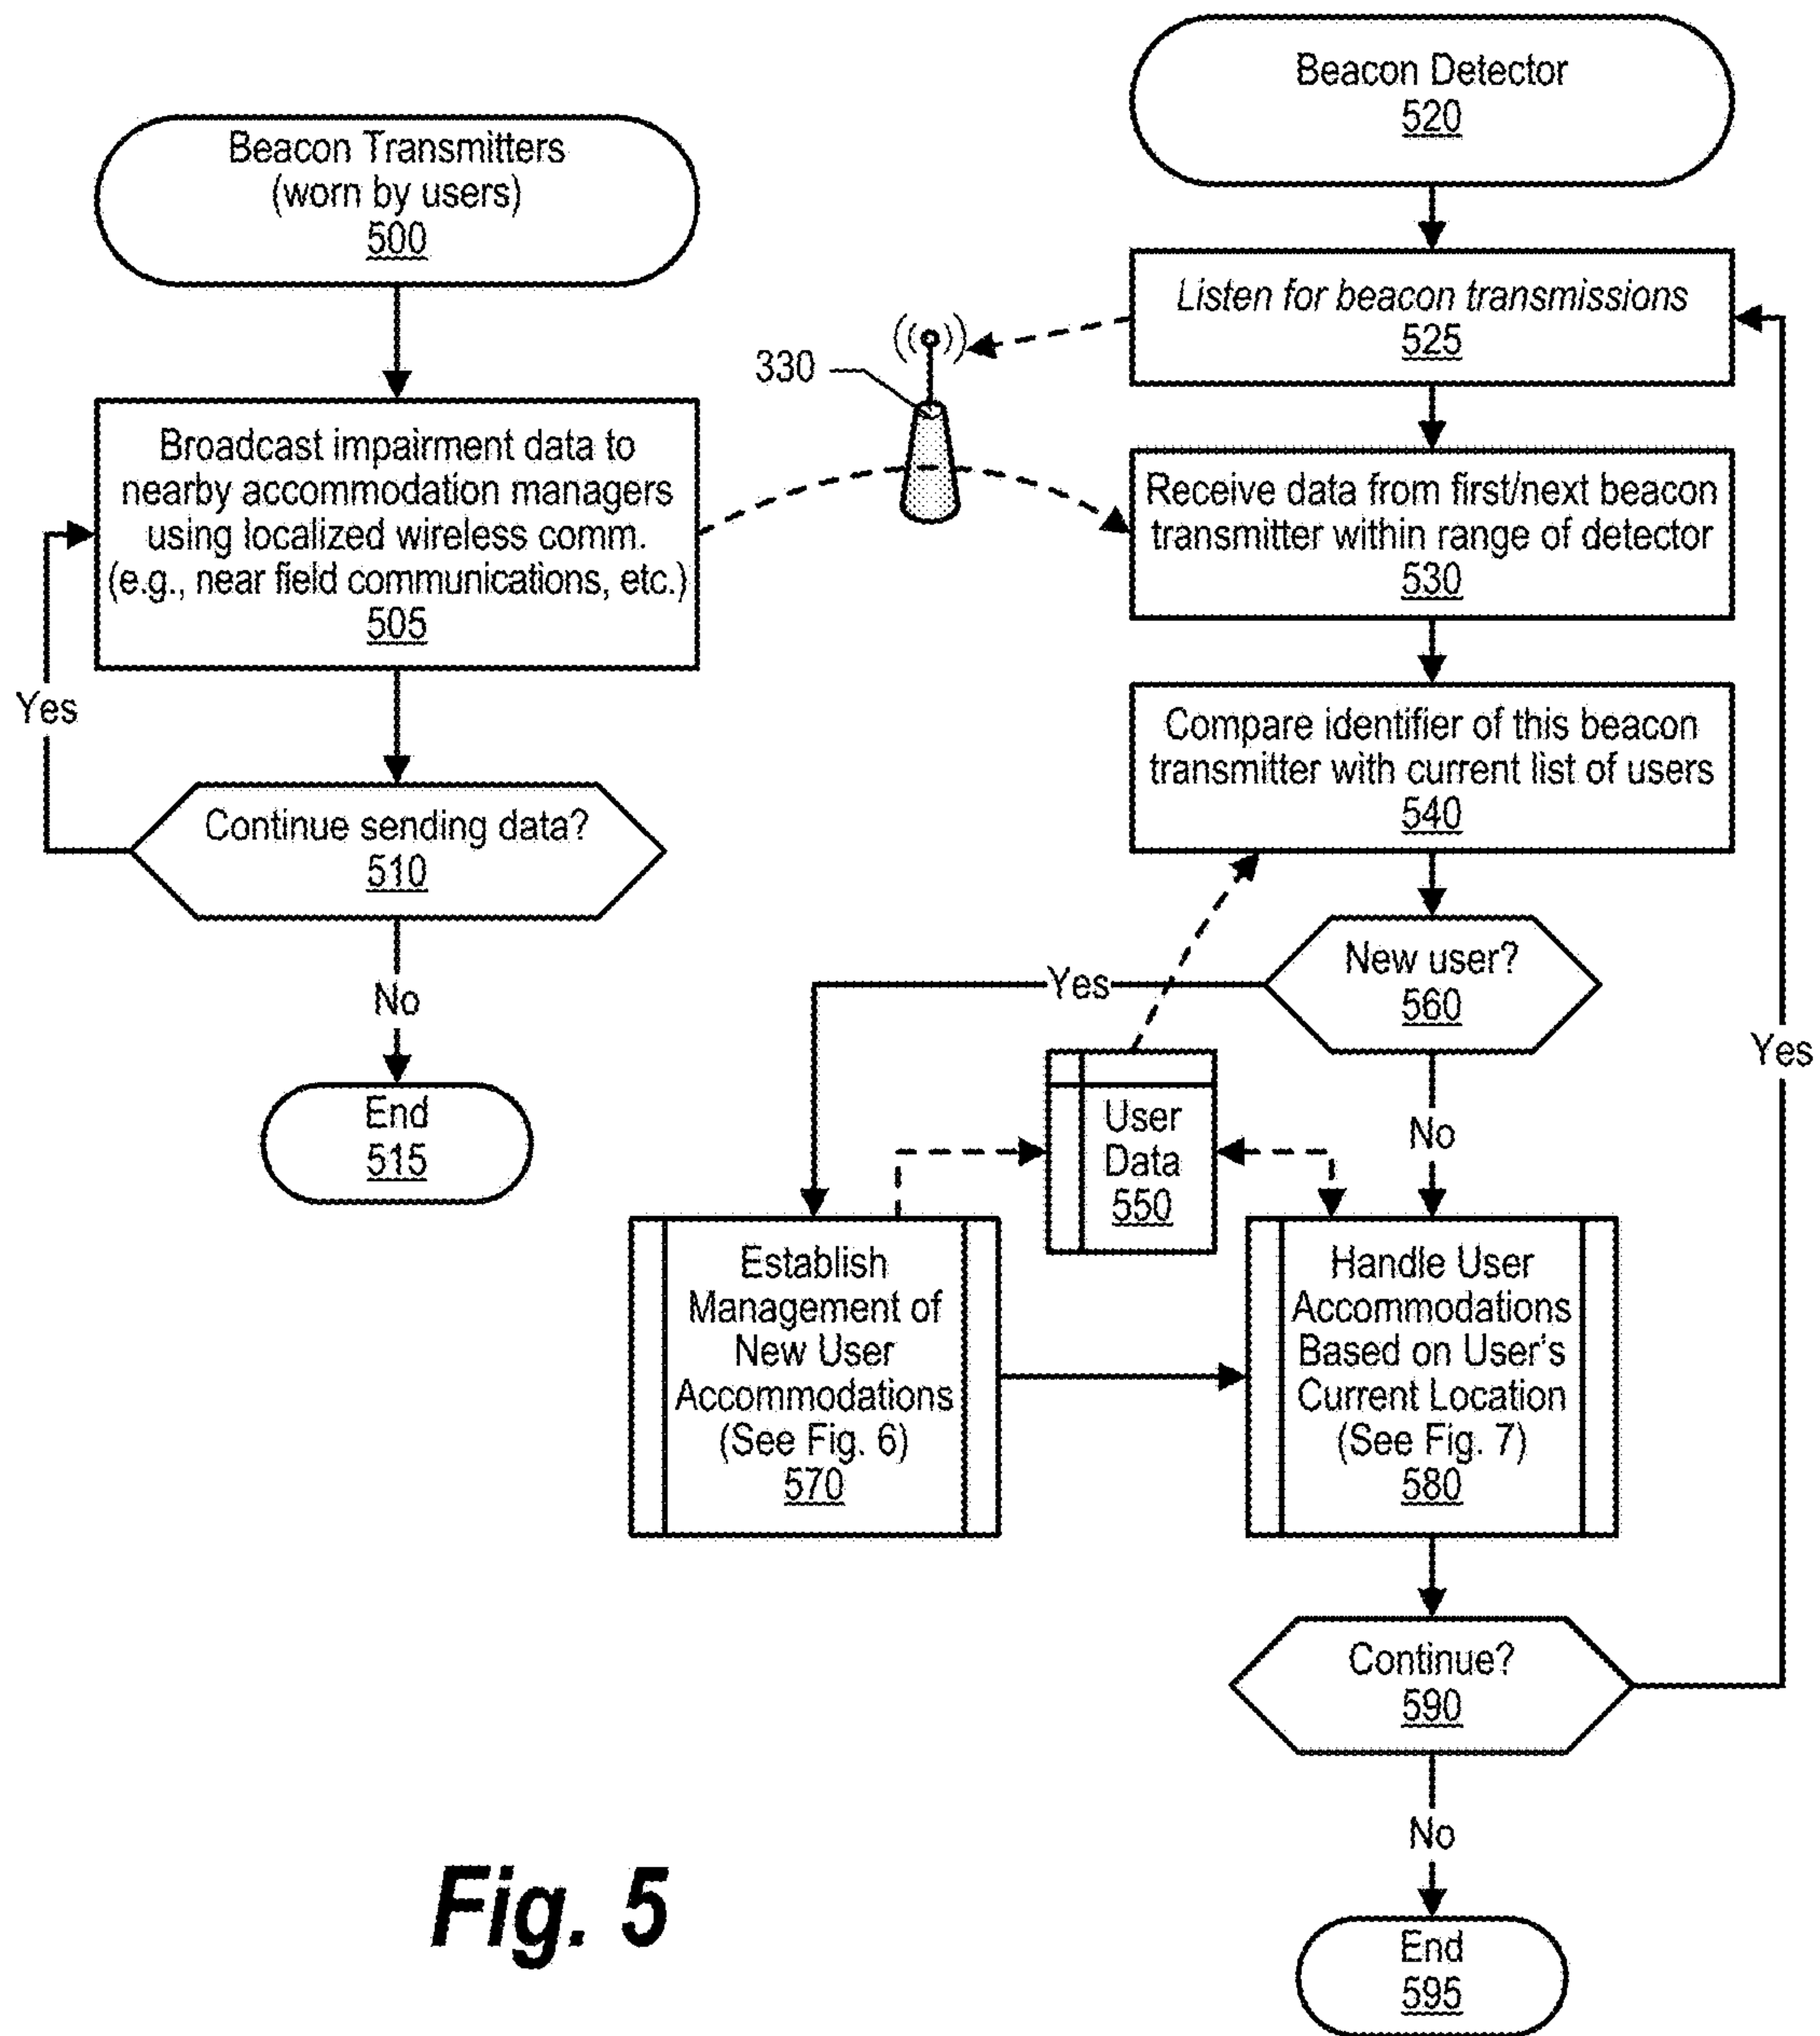 Beacon Transmitters
(worn by users)
500
Broadcast impairment data to
nearby accommodation managers
using localized wireless comm.
(e.g., near field communications, etc.)
505
Yes
Continue sending data?
510
No
End
515
330
Beacon Detector
520
Listen for beacon transmissions
525
Receive data from first/next beacon
transmitter within range of detector
530
Compare identifier of this beacon
transmitter with current list of users
540
New user?
560
Yes
No
User
Data
550
Establish
Management of
New User
Accommodations
(See Fig. 6)
570
Handle User
Accommodations
Based on User's
Current Location
(See Fig. 7)
580
Continue?
590
Yes
No
End
595
Fig. 5